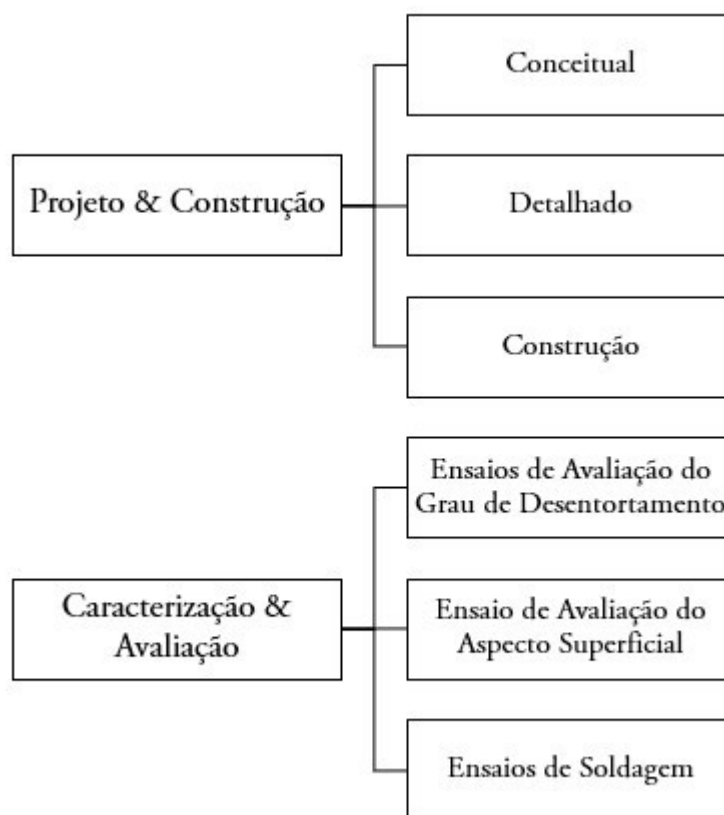 Conceitual
Projeto & Construção
Detalhado
Construção
Ensaios de Avaliação do
Grau de Desentortamento
Caracterização &
Avaliação
Ensaio de Avaliação do
Aspecto Superficial
Ensaios de Soldagem